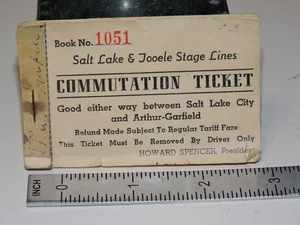 Book No. 1051
Salt Lake & Tooele Stage Lines
COMMUTATION TICKET
Good either way between Salt Lake City
and Arthur-Garfield
Refund Made Subject To Regular Tariff Fare
This Ticket Must Be Removed By Driver Only
HOWARD SPENCER, President
INCH 1 2 3